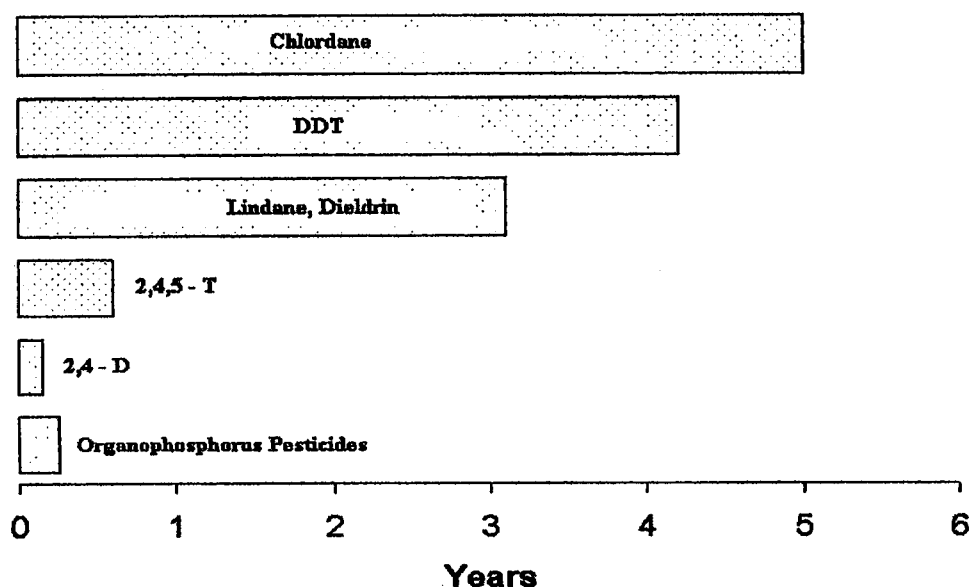 Chlordane
DDT
Lindane, Dieldrin
2,4,5 - T
2,4 - D
Organophosphorus Pesticides
0 1 2 3 4 5 6
Years